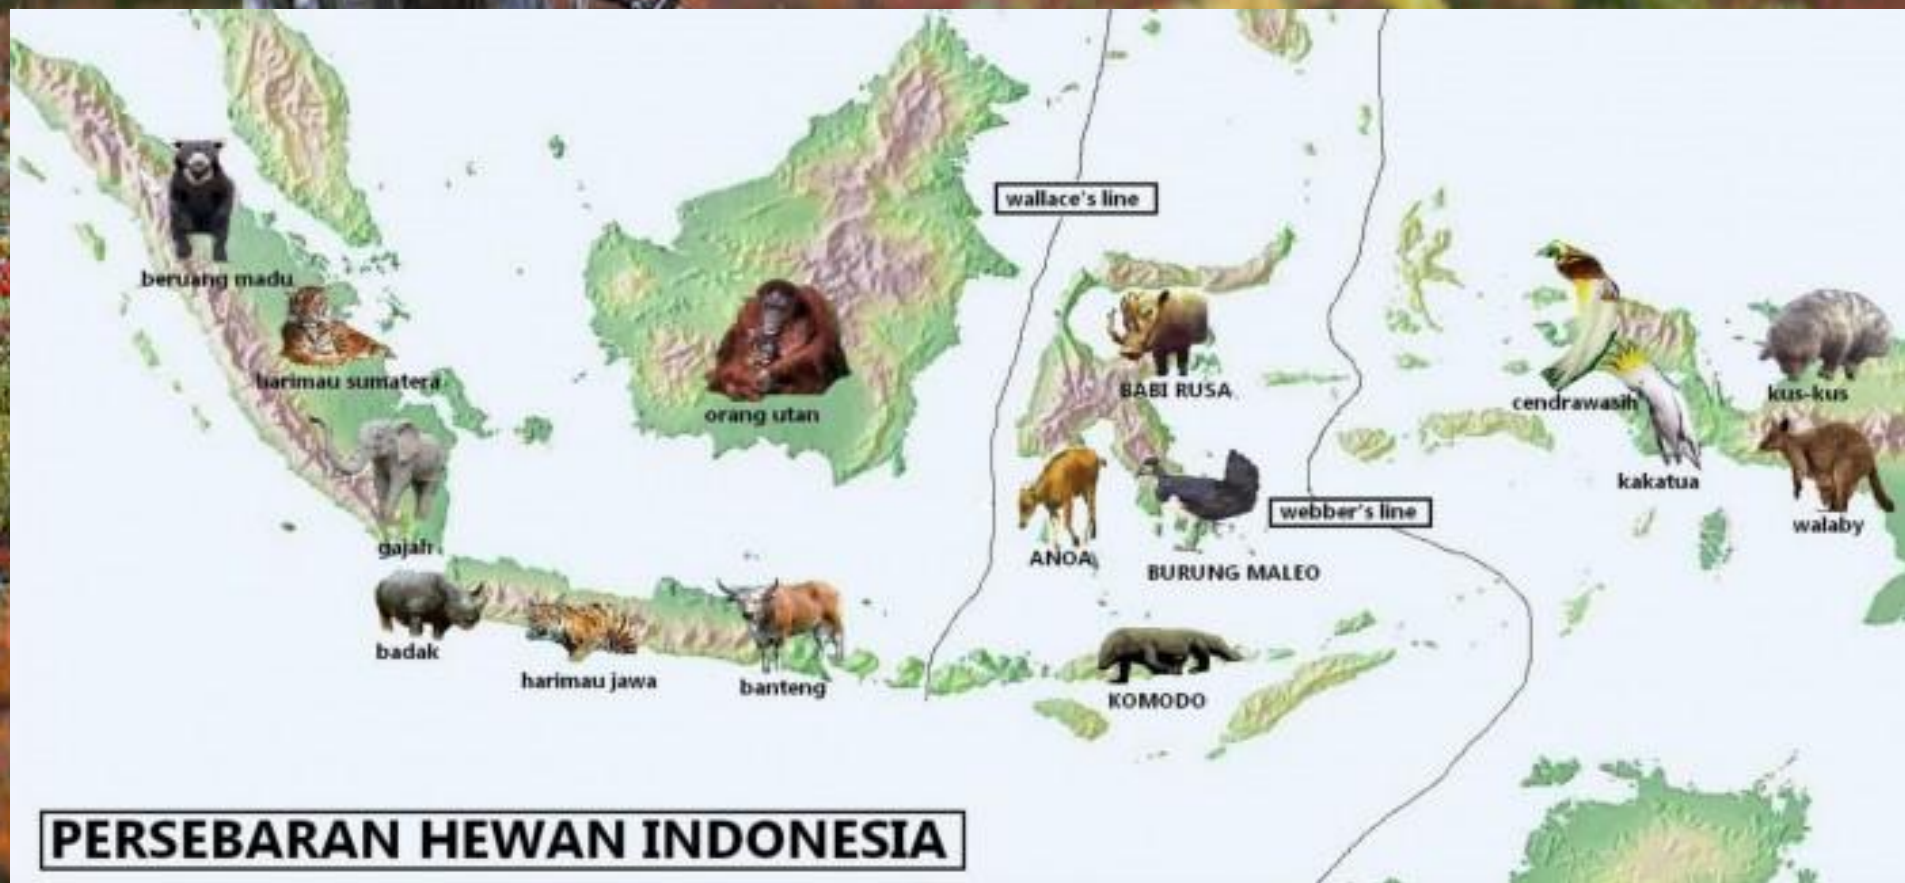 wallace's line
beruang madu
harimau sumatera
orang utan
BABI RUSA
cendrawasih
kus-kus
kakatua
webber's line
walaby
gajah
ANOA
BURUNG MALEO
badak
harimau jawa
banteng
KOMODO
PERSEBARAN HEWAN INDONESIA